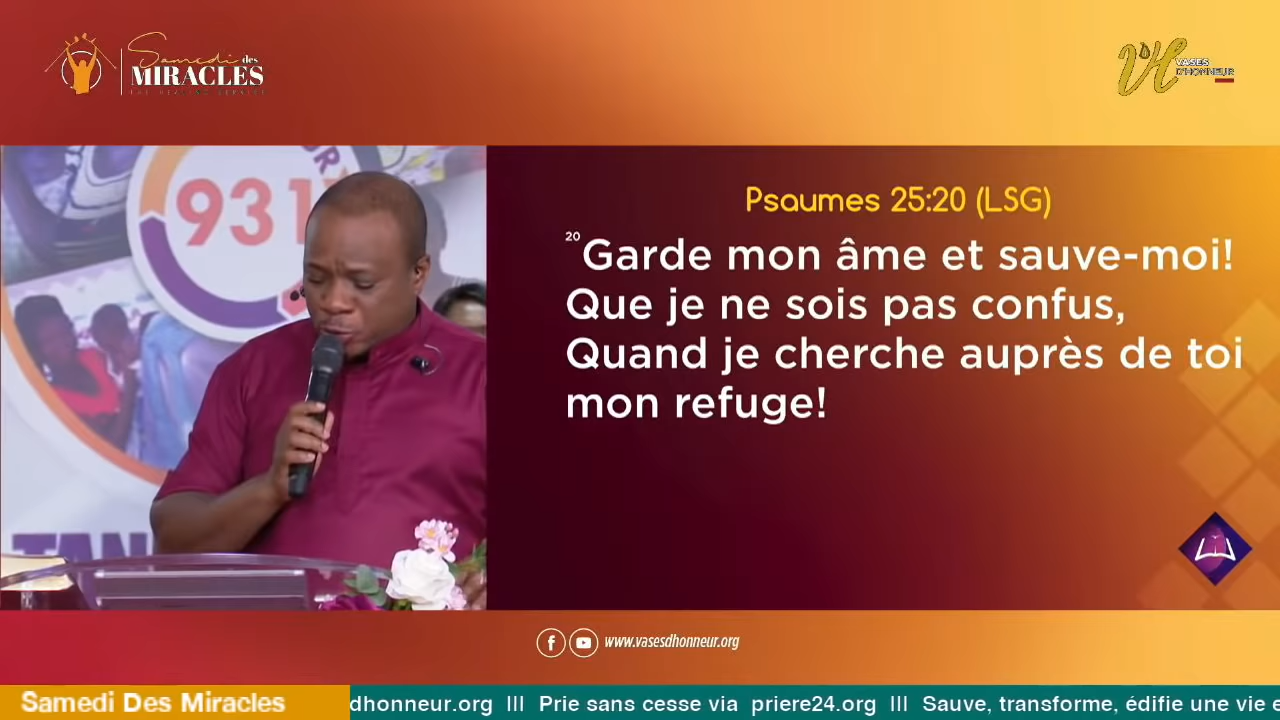 Samedi des
MIRACLES
VASES
D'HONNEUR
931
TAN
Psaumes 25:20 (LSG)
20 Garde mon âme et sauve-moi!
Que je ne sois pas confus,
Quand je cherche auprès de toi
mon refuge!
www.vasesdhonneur.org
Samedi Des Miracles
dhonneur.org III Prie sans cesse via priere24.org III Sauve, transforme, édifie une vie e